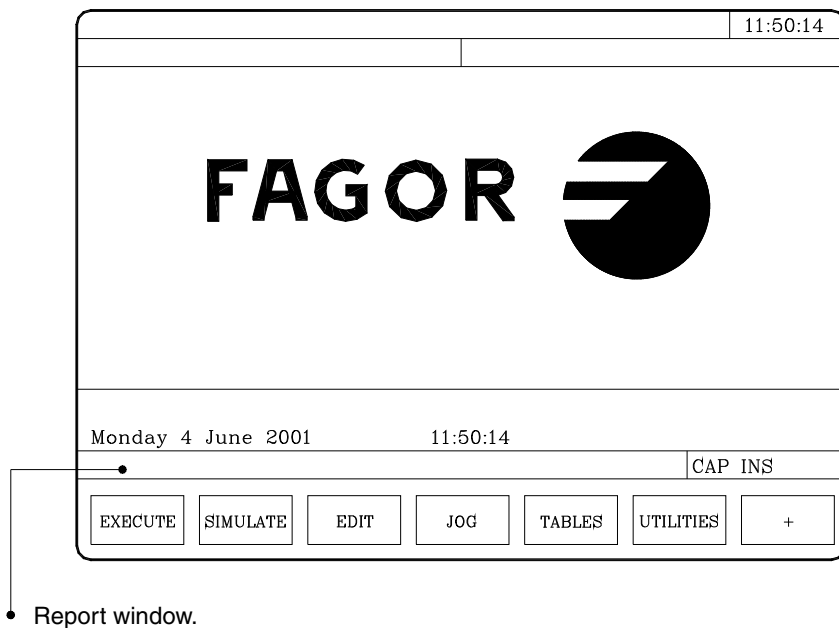 11:50:14
FAGOR
Monday 4 June 2001 11:50:14
CAP INS
EXECUTE SIMULATE EDIT JOG TABLES UTILITIES +
Report window.